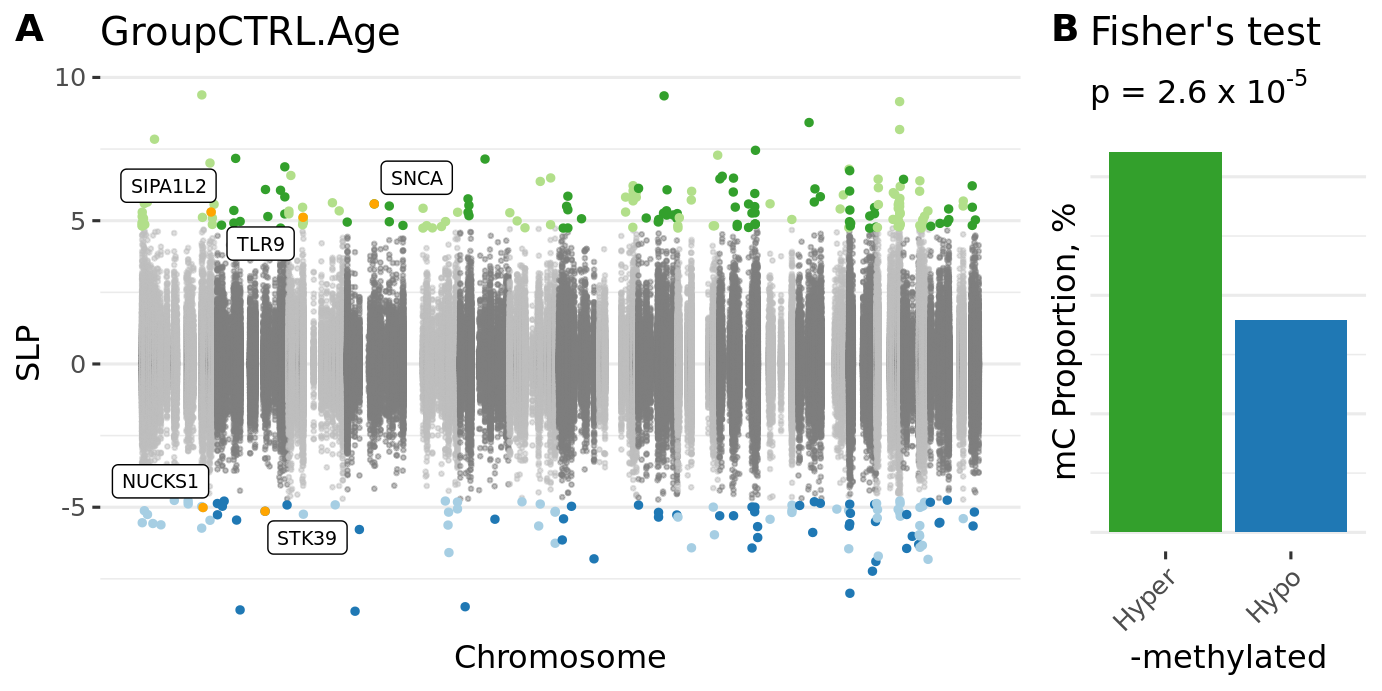 A GroupCTRL.Age
10
5
0
-5
SLP
SIPA1L2
SNCA
TLR9
NUCKS1
STK39
Chromosome
B Fisher's test
p = 2.6 x 10^-5
mC Proportion, %
Hyper
Hypo
-methylated